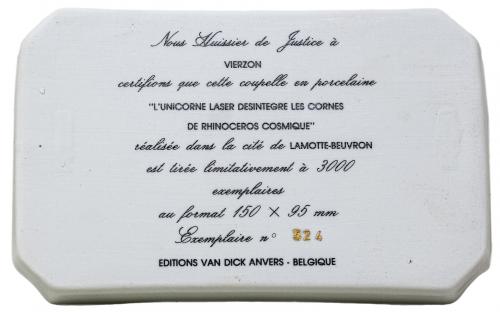 Nous Huissier de Justice à
VIERZON
certifions que cette coupelle en porcelaine
"L'UNICORNE LASER DESINTEGRE LES CORNES
DE RHINOCEROS COSMIQUE"
réalisée dans la cité de LAMOTTE-BEUVRON
est tirée limitativement à 3000
exemplaires
au format 150 X 95 mm
Exemplaire n° 524
EDITIONS VAN DICK ANVERS - BELGIQUE